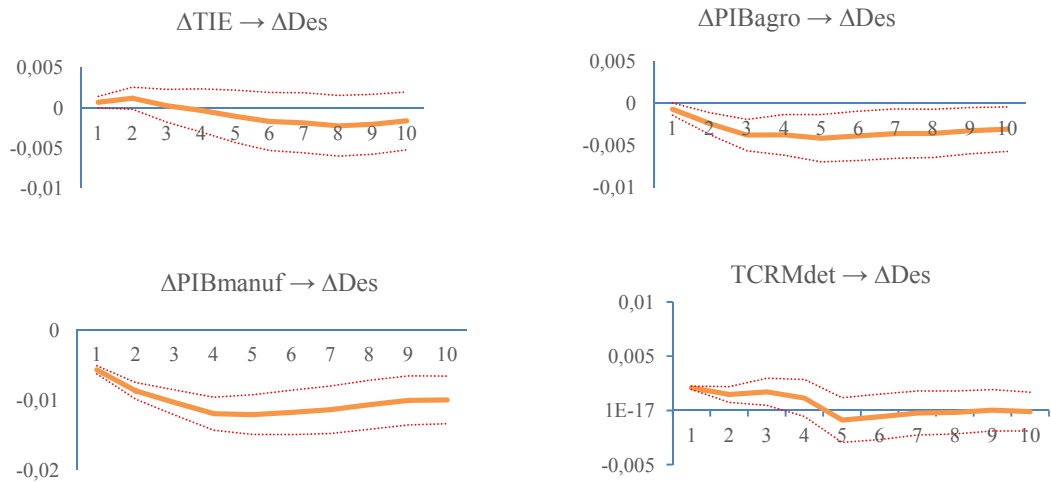 ΔTIE → ΔDes
0,005
0
-0,005
-0,01
1 2 3 4 5 6 7 8 9 10
ΔPIBagro → ΔDes
0,005
0
-0,005
-0,01
1 2 3 4 5 6 7 8 9 10
ΔPIBmanuf → ΔDes
0
-0,01
-0,02
1 2 3 4 5 6 7 8 9 10
TCRMdet → ΔDes
0,01
0,005
1E-17
-0,005
1 2 3 4 5 6 7 8 9 10